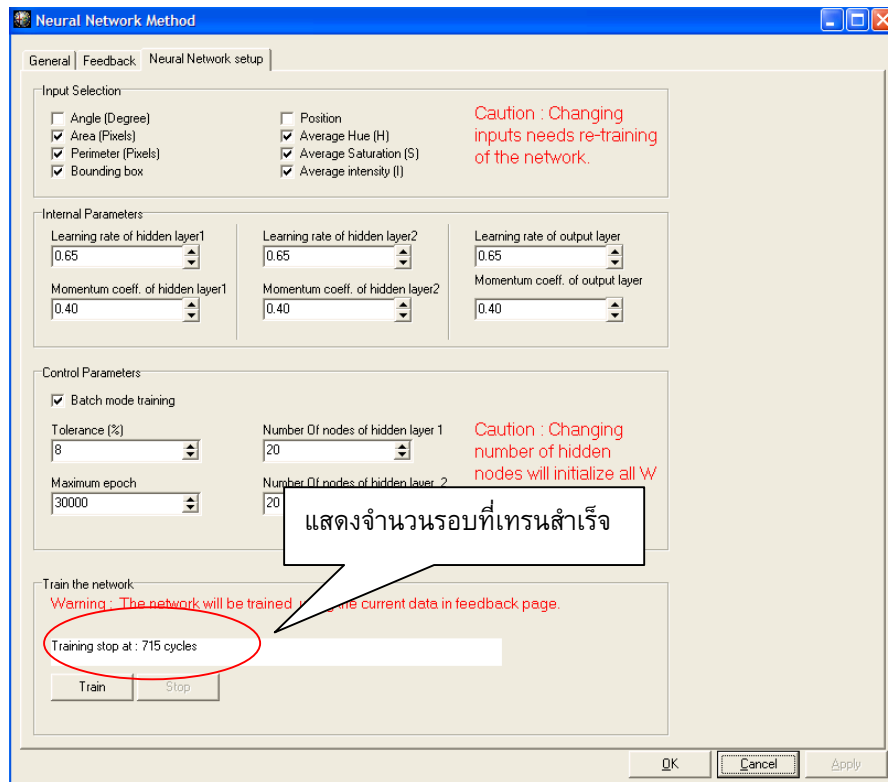 Neural Network Method
General
Feedback
Neural Network setup
Input Selection
Angle (Degree)
Area (Pixels)
Perimeter (Pixels)
Bounding box
Position
Average Hue (H)
Average Saturation (S)
Average intensity (I)
Caution : Changing
inputs needs re-training
of the network.
Internal Parameters
Learning rate of hidden layer1
0.65
Learning rate of hidden layer2
0.65
Learning rate of output layer
0.65
Momentum coeff. of hidden layer1
0.40
Momentum coeff. of hidden layer2
0.40
Momentum coeff. of output layer
0.40
Control Parameters
Batch mode training
Tolerance (%)
8
Number Of nodes of hidden layer 1
20
Caution : Changing
number of hidden
nodes will initialize all W
Maximum epoch
30000
Number Of nodes of hidden layer 2
20
แสดงจำนวนรอบที่เทรนสำเร็จ
Train the network
Warning : The network will be trained using the current data in feedback page.
Training stop at : 715 cycles
Train
Stop
OK
Cancel
Apply